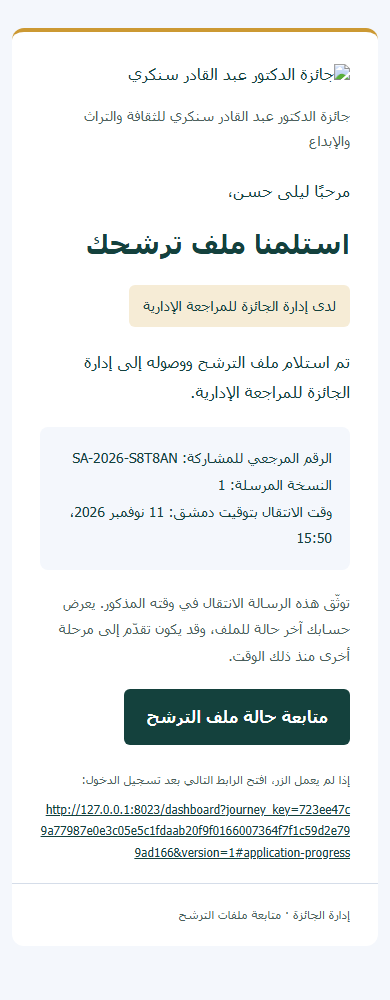 جائزة الدكتور عبد القادر سنكري
جائزة الدكتور عبد القادر سنكري للثقافة والتراث
والإبداع
مرحبًا ليلى حسن،
استلمنا ملف ترشحك
لدى إدارة الجائزة للمراجعة الإدارية
تم استلام ملف الترشح ووصوله إلى إدارة
الجائزة للمراجعة الإدارية.
الرقم المرجعي للمشاركة: SA-2026-S8T8AN
النسخة المرسلة: 1
وقت الانتقال بتوقيت دمشق: 11 نوفمبر 2026،
15:50
توثّق هذه الرسالة الانتقال في وقته المذكور. يعرض
حسابك آخر حالة للملف، وقد يكون تقدّم إلى مرحلة
أخرى منذ ذلك الوقت.
متابعة حالة ملف الترشح
إذا لم يعمل الزر، افتح الرابط التالي بعد تسجيل الدخول:
http://127.0.0.1:8023/dashboard?journey_key=723ee47c
9a77987e0e3c05e5c1fdaab20f9f0166007364f7f1c59d2e79
9ad166&version=1#application-progress
إدارة الجائزة · متابعة ملفات الترشح